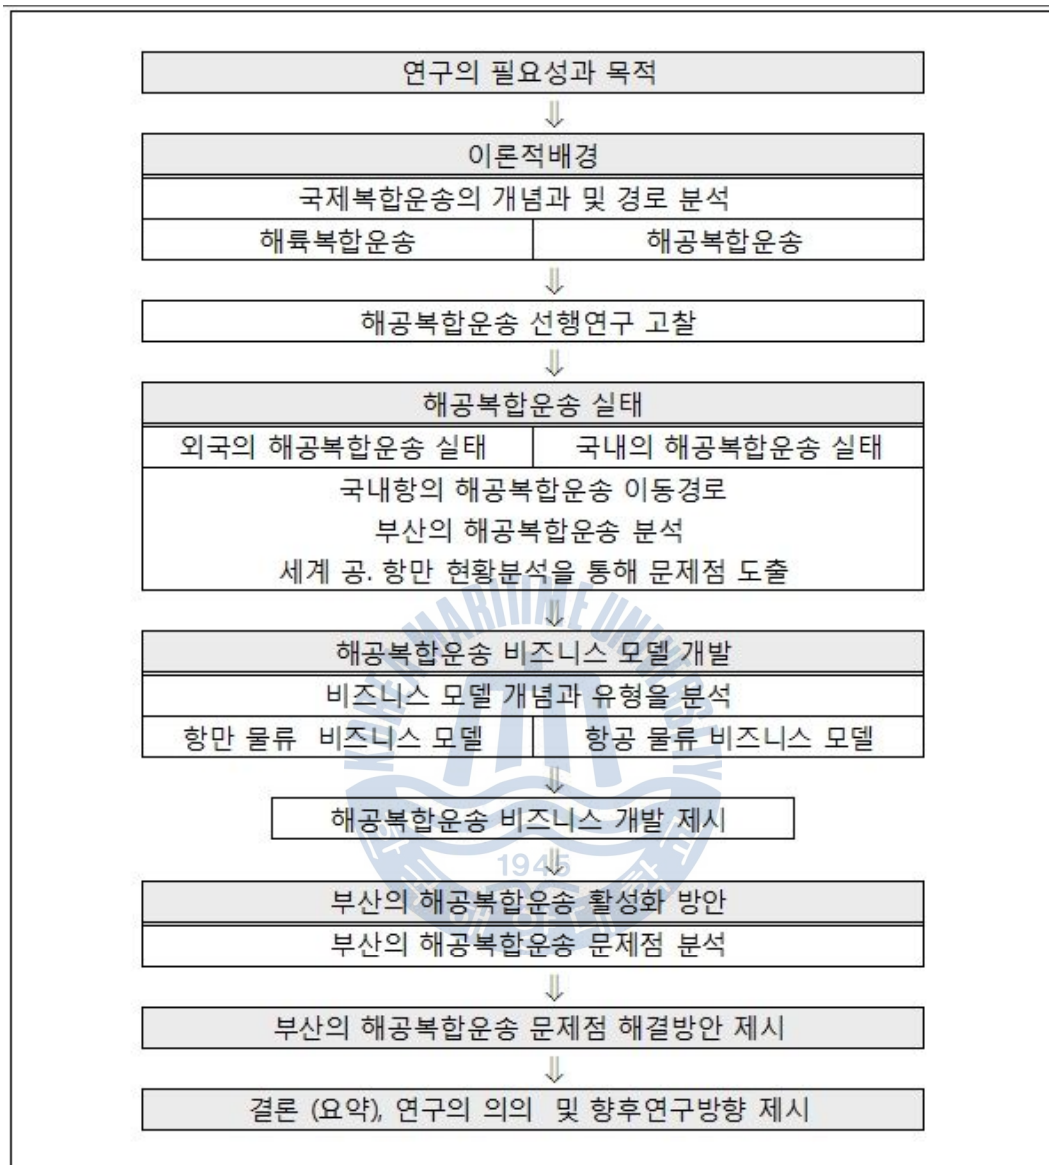 연구의 필요성과 목적
⇓
이론적배경
국제복합운송의 개념과 및 경로 분석
해륙복합운송 해공복합운송
⇓
해공복합운송 선행연구 고찰
⇓
해공복합운송 실태
외국의 해공복합운송 실태 국내의 해공복합운송 실태
국내항의 해공복합운송 이동경로
부산의 해공복합운송 분석
세계 공. 항만 현황분석을 통해 문제점 도출
⇓
KOREA MARITIME UNIVERSITY
해공복합운송 비즈니스 모델 개발
비즈니스 모델 개념과 유형을 분석
항만 물류 비즈니스 모델 항공 물류 비즈니스 모델
⇓
해공복합운송 비즈니스 개발 제시
⇓
1945
부산의 해공복합운송 활성화 방안
부산의 해공복합운송 문제점 분석
⇓
부산의 해공복합운송 문제점 해결방안 제시
⇓
결론 (요약), 연구의 의의 및 향후연구방향 제시